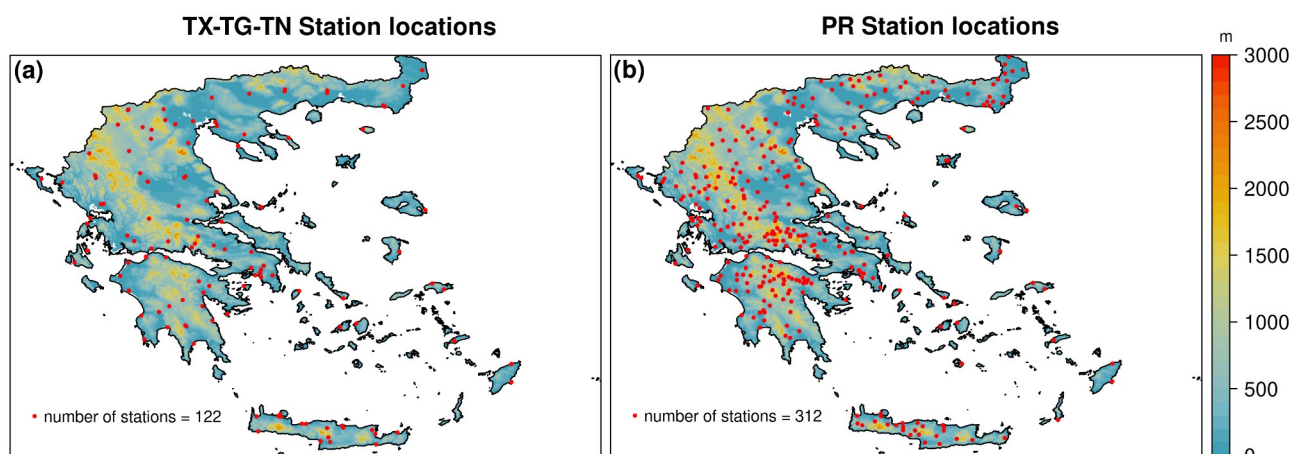 TX-TG-TN Station locations
PR Station locations
m
(a)
(b)
3000
2500
2000
1500
1000
500
0
number of stations = 122
number of stations = 312